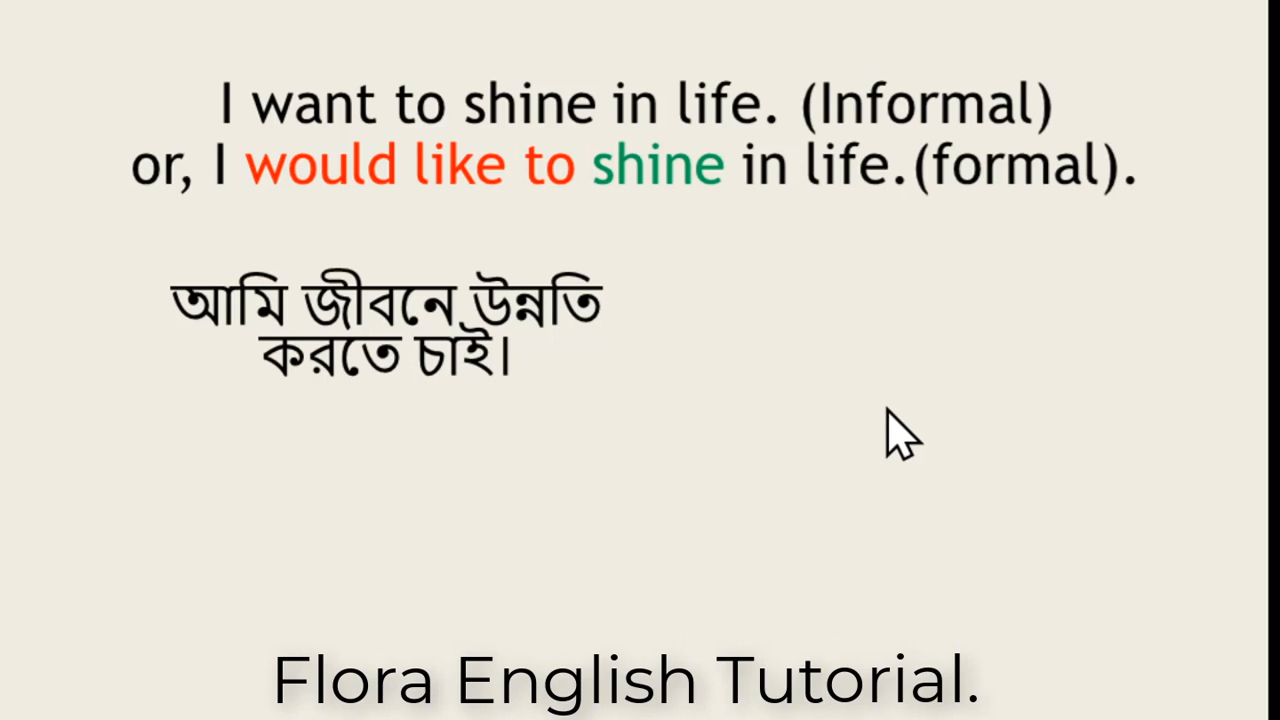 I want to shine in life. (Informal)
or, I would like to shine in life.(formal).
আমি জীবনে উন্নতি
করতে চাই।
Flora English Tutorial.